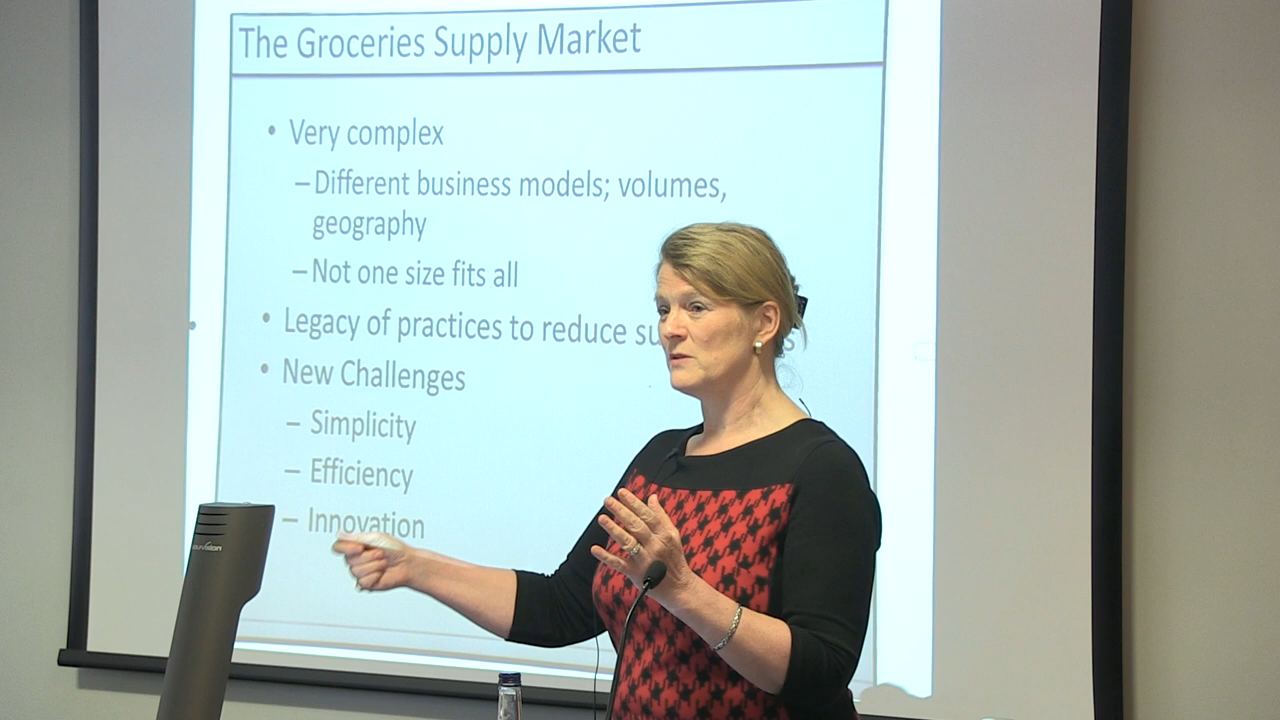 The Groceries Supply Market
• Very complex
– Different business models; volumes,
geography
– Not one size fits all
• Legacy of practices to reduce
• New Challenges
– Simplicity
– Efficiency
– Innovation